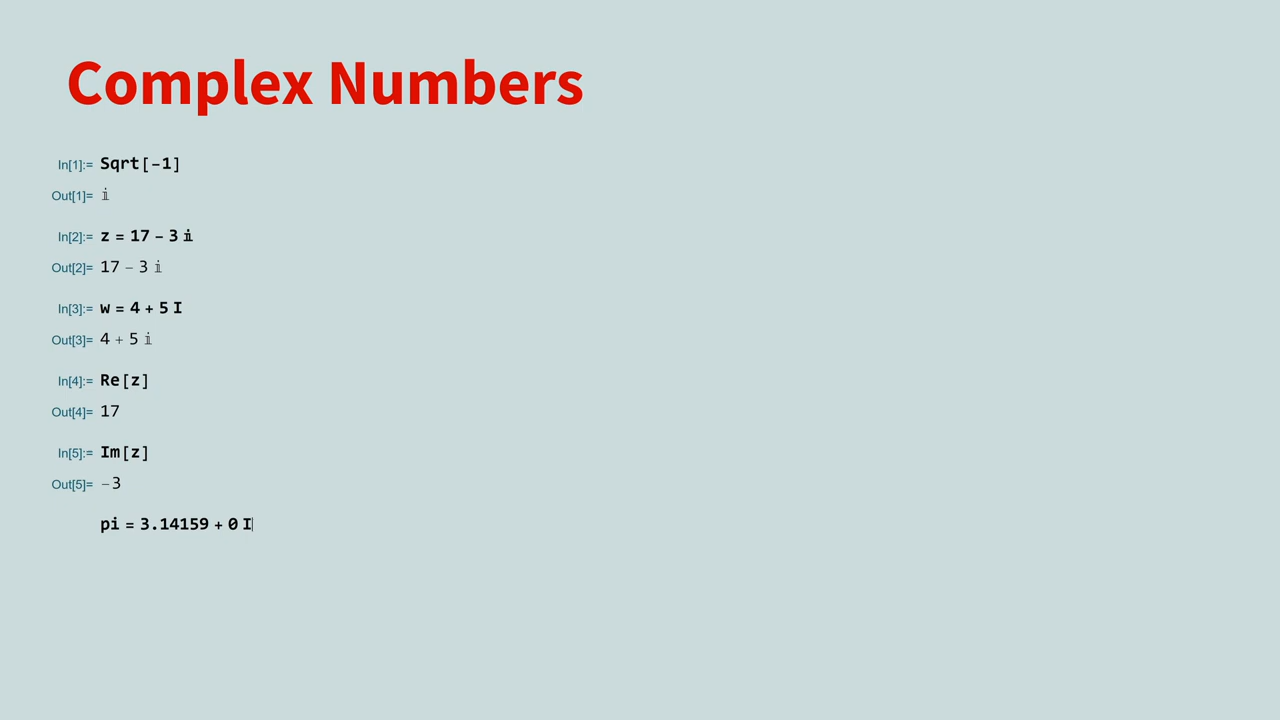 Complex Numbers
In[1]:= Sqrt[-1]
Out[1]= ⅈ
In[2]:= z = 17 - 3 ⅈ
Out[2]= 17 - 3 ⅈ
In[3]:= w = 4 + 5 I
Out[3]= 4 + 5 ⅈ
In[4]:= Re[z]
Out[4]= 17
In[5]:= Im[z]
Out[5]= -3
pi = 3.14159 + 0 I